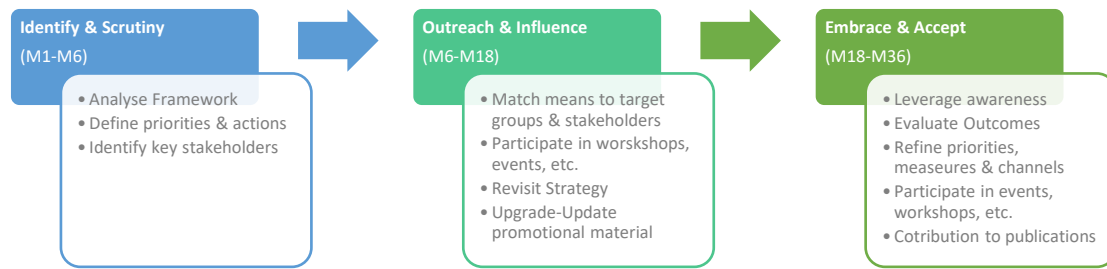 Identify & Scrutiny
(M1-M6)
• Analyse Framework
• Define priorities & actions
• Identify key stakeholders
Outreach & Influence
(M6-M18)
• Match means to target
groups & stakeholders
• Participate in worskshops,
events, etc.
• Revisit Strategy
• Upgrade-Update
promotional material
Embrace & Accept
(M18-M36)
• Leverage awareness
• Evaluate Outcomes
• Refine priorities,
measeures & channels
• Participate in events,
workshops, etc.
• Cotribution to publications